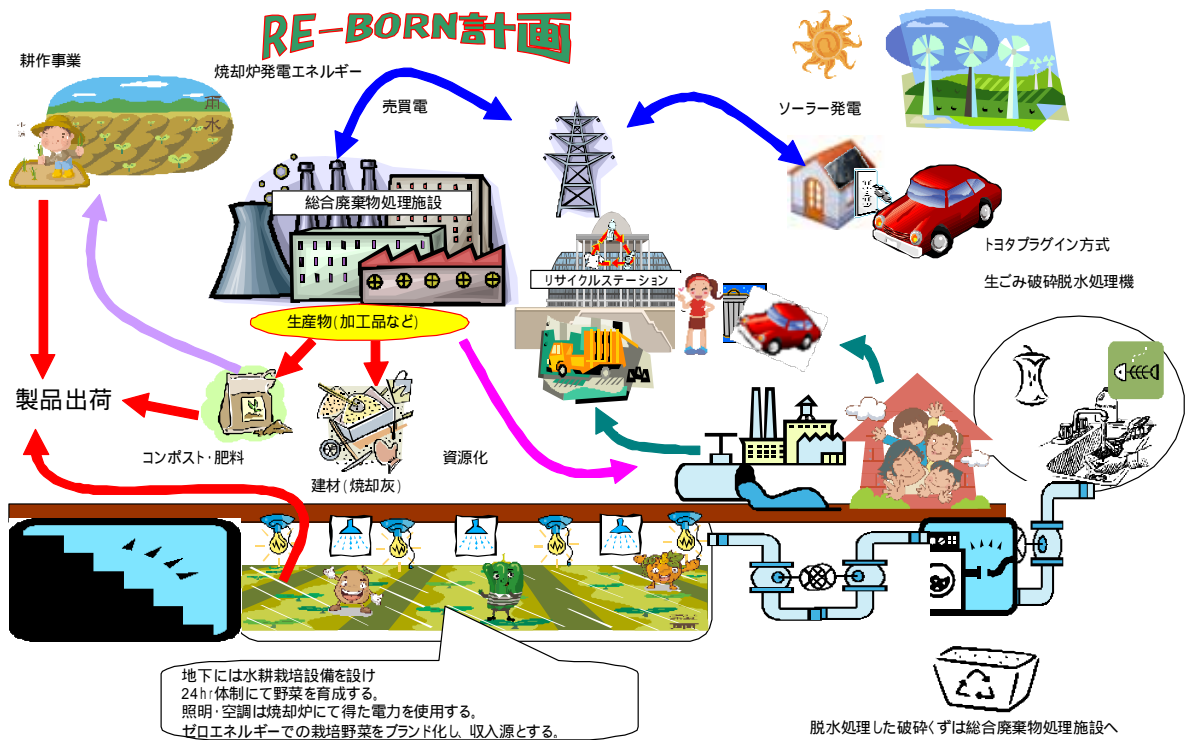 RE-BORN計画
耕作事業
焼却炉発電エネルギー
売買電
ソーラー発電
雨
水
総合廃棄物処理施設
トヨタプラグイン方式
リサイクルステーション
生ごみ破砕脱水処理機
生産物(加工品など)
製品出荷
コンポスト・肥料
資源化
建材(焼却灰)
地下には水耕栽培設備を設け
24hr体制にて野菜を育成する。
照明・空調は焼却炉にて得た電力を使用する。
ゼロエネルギーでの栽培野菜をブランド化し、収入源とする。
脱水処理した破砕くずは総合廃棄物処理施設へ